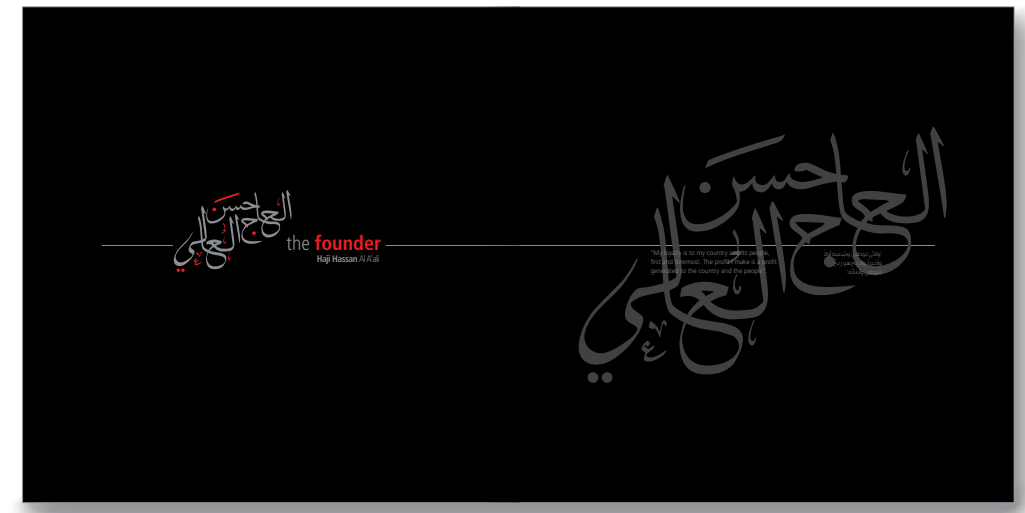 الحاج حسن العالي
the founder
Haji Hassan Al A'ali
الحاج حسن العالي
"My loyalty is to my country and its people,
first and foremost. The profit I make is a profit
generated to the country and the people".